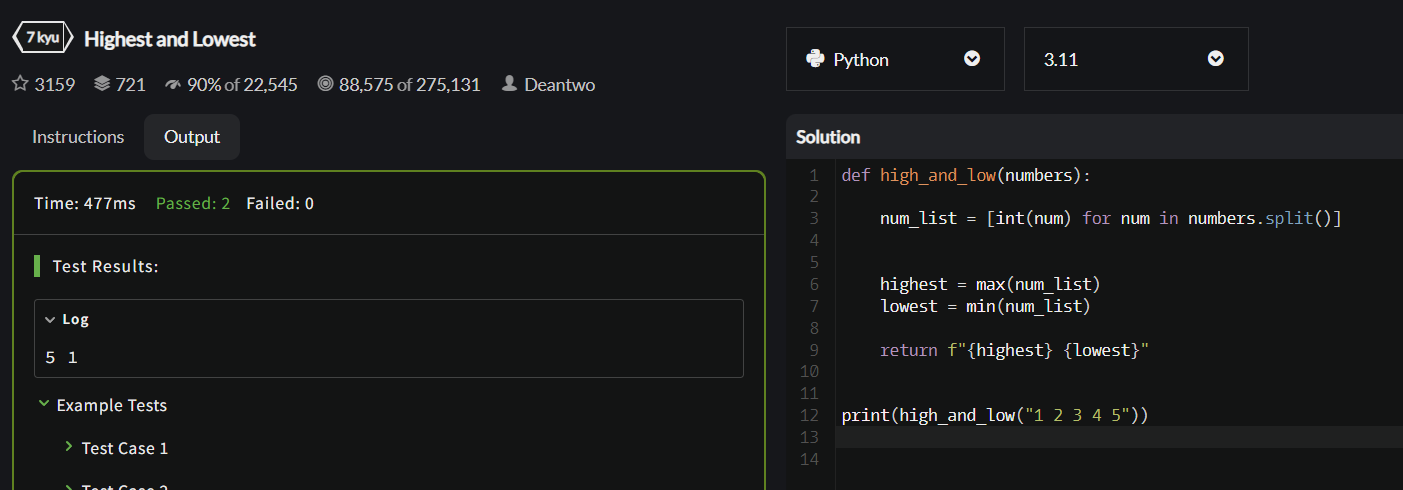 7 kyu Highest and Lowest
3159 721 90% of 22,545 88,575 of 275,131 Deantwo
Instructions Output
Time: 477ms Passed: 2 Failed: 0
Test Results:
Log
5 1
Example Tests
Test Case 1
Test Case 2
Python 3.11
Solution
1 def high_and_low(numbers):
2
3     num_list = [int(num) for num in numbers.split()]
4
5
6     highest = max(num_list)
7     lowest = min(num_list)
8
9     return f"{highest} {lowest}"
10
11
12 print(high_and_low("1 2 3 4 5"))
13
14